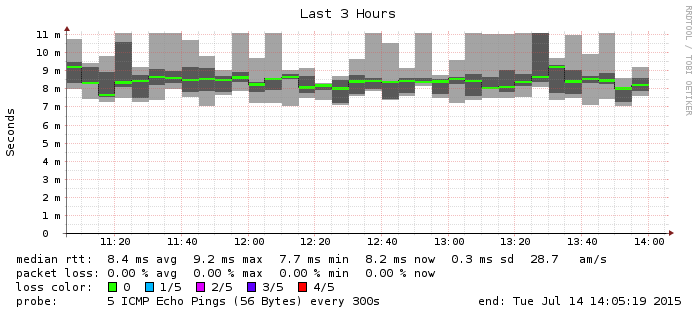 Last 3 Hours
RRDTOOL / TOBI OETIKER
Seconds
11 m
10 m
9 m
8 m
7 m
6 m
5 m
4 m
3 m
2 m
1 m
0
11:20 11:40 12:00 12:20 12:40 13:00 13:20 13:40 14:00
median rtt: 8.4 ms avg 9.2 ms max 7.7 ms min 8.2 ms now 0.3 ms sd 28.7 am/s
packet loss: 0.00 % avg 0.00 % max 0.00 % min 0.00 % now
loss color: 0 1/5 2/5 3/5 4/5
probe: 5 ICMP Echo Pings (56 Bytes) every 300s end: Tue Jul 14 14:05:19 2015